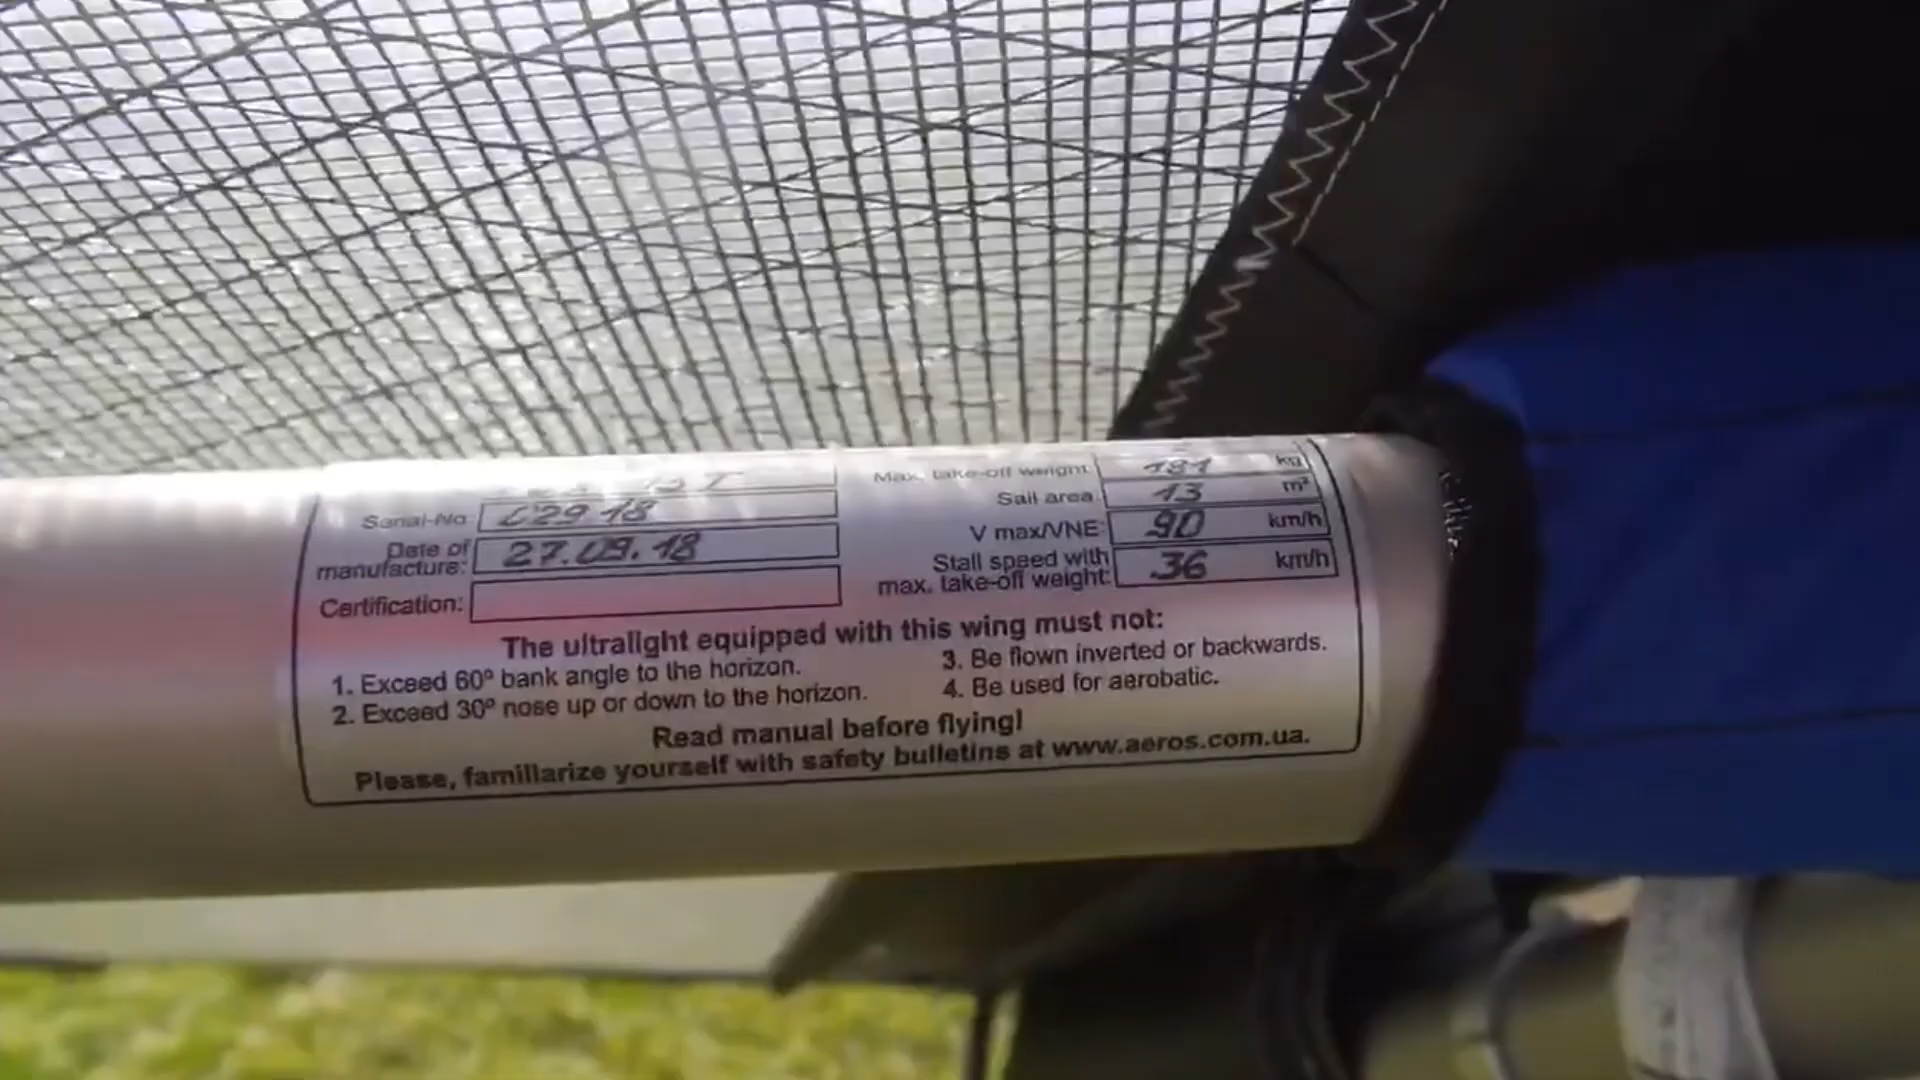 Max. take-off weight 181 kg
Sail area: 13 m²
Serial-No
Date of manufacture: 27.09.18
V max/VNE: 90 km/h
Stall speed with
max. take-off weight: 36 km/h
Certification:
The ultralight equipped with this wing must not:
1. Exceed 60º bank angle to the horizon.
2. Exceed 30º nose up or down to the horizon.
3. Be flown inverted or backwards.
4. Be used for aerobatic.
Read manual before flying!
Please, familiarize yourself with safety bulletins at www.aeros.com.ua.